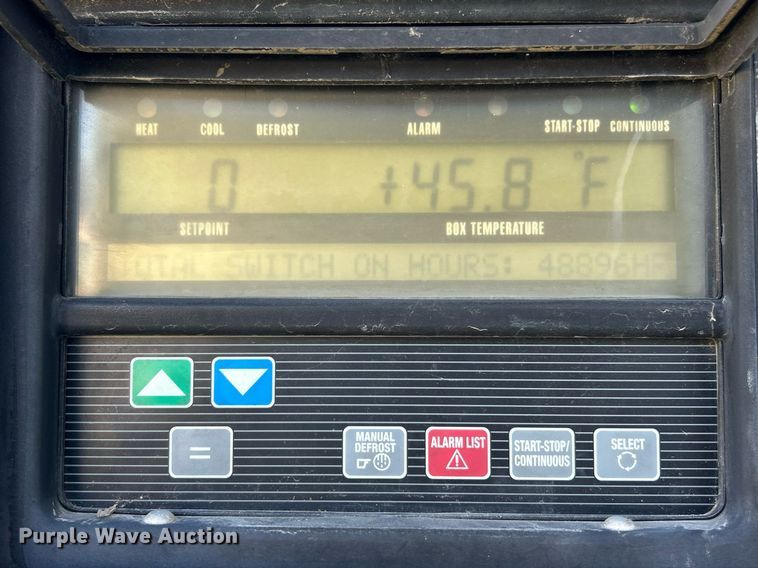 HEAT COOL DEFROST ALARM START-STOP CONTINUOUS
0 +45.8 °F
SETPOINT BOX TEMPERATURE
TOTAL SWITCH ON HOURS: 48896H
=
MANUAL DEFROST
ALARM LIST
START-STOP/
CONTINUOUS
SELECT
Purple Wave Auction